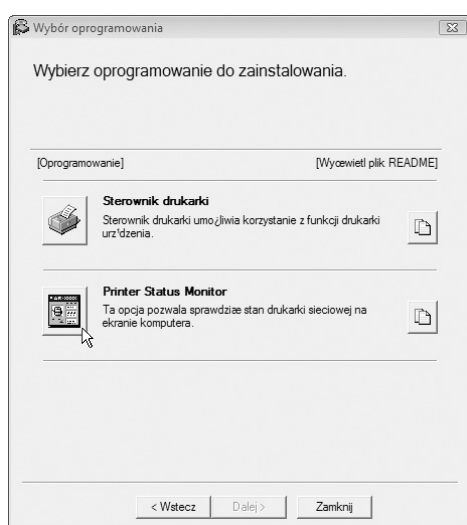 Wybór oprogramowania
Wybierz oprogramowanie do zainstalowania.
[Oprogramowanie] [Wyœwietl plik README]
Sterownik drukarki
Sterownik drukarki umo¿liwia korzystanie z funkcji drukarki
urz¹dzenia.
Printer Status Monitor
Ta opcja pozwala sprawdziæ stan drukarki sieciowej na
ekranie komputera.
< Wstecz Dalej > Zamknij